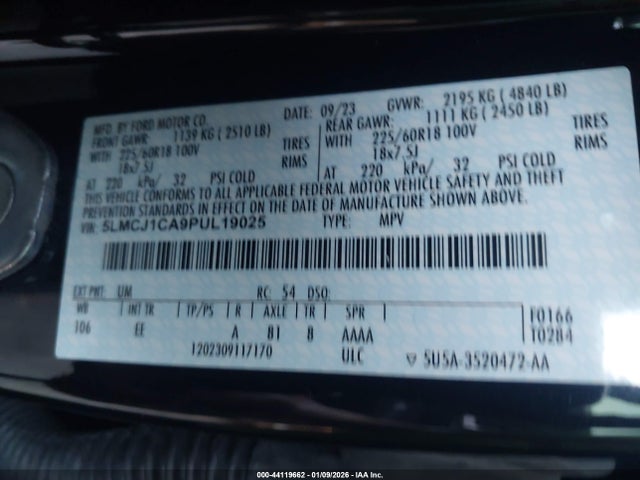 MFD. BY FORD MOTOR CO.
DATE: 09/23 GVWR: 2195 KG ( 4840 LB)
FRONT GAWR: 1139 KG ( 2510 LB)
REAR GAWR: 1111 KG ( 2450 LB)
WITH 225/60R18 100V TIRES
WITH 225/60R18 100V TIRES
18x7.5J RIMS
18x7.5J RIMS
AT 220 kPa/ 32 PSI COLD
AT 220 kPa/ 32 PSI COLD
THIS VEHICLE CONFORMS TO ALL APPLICABLE FEDERAL MOTOR VEHICLE SAFETY AND THEFT
PREVENTION STANDARDS IN EFFECT ON THE DATE OF MANUFACTURE SHOWN ABOVE.
VIN: 5LMCJ1CA9PUL19025 TYPE: MPV
EXT PNT: UM RC: 54 DSO:
WB INT TR TP/PS R AXLE TR SPR F0166
106 EE A 81 8 AAAA T0284
1202309117170 ULC 5U5A-3520472-AA
000-44119662 - 01/09/2026 - IAA Inc.